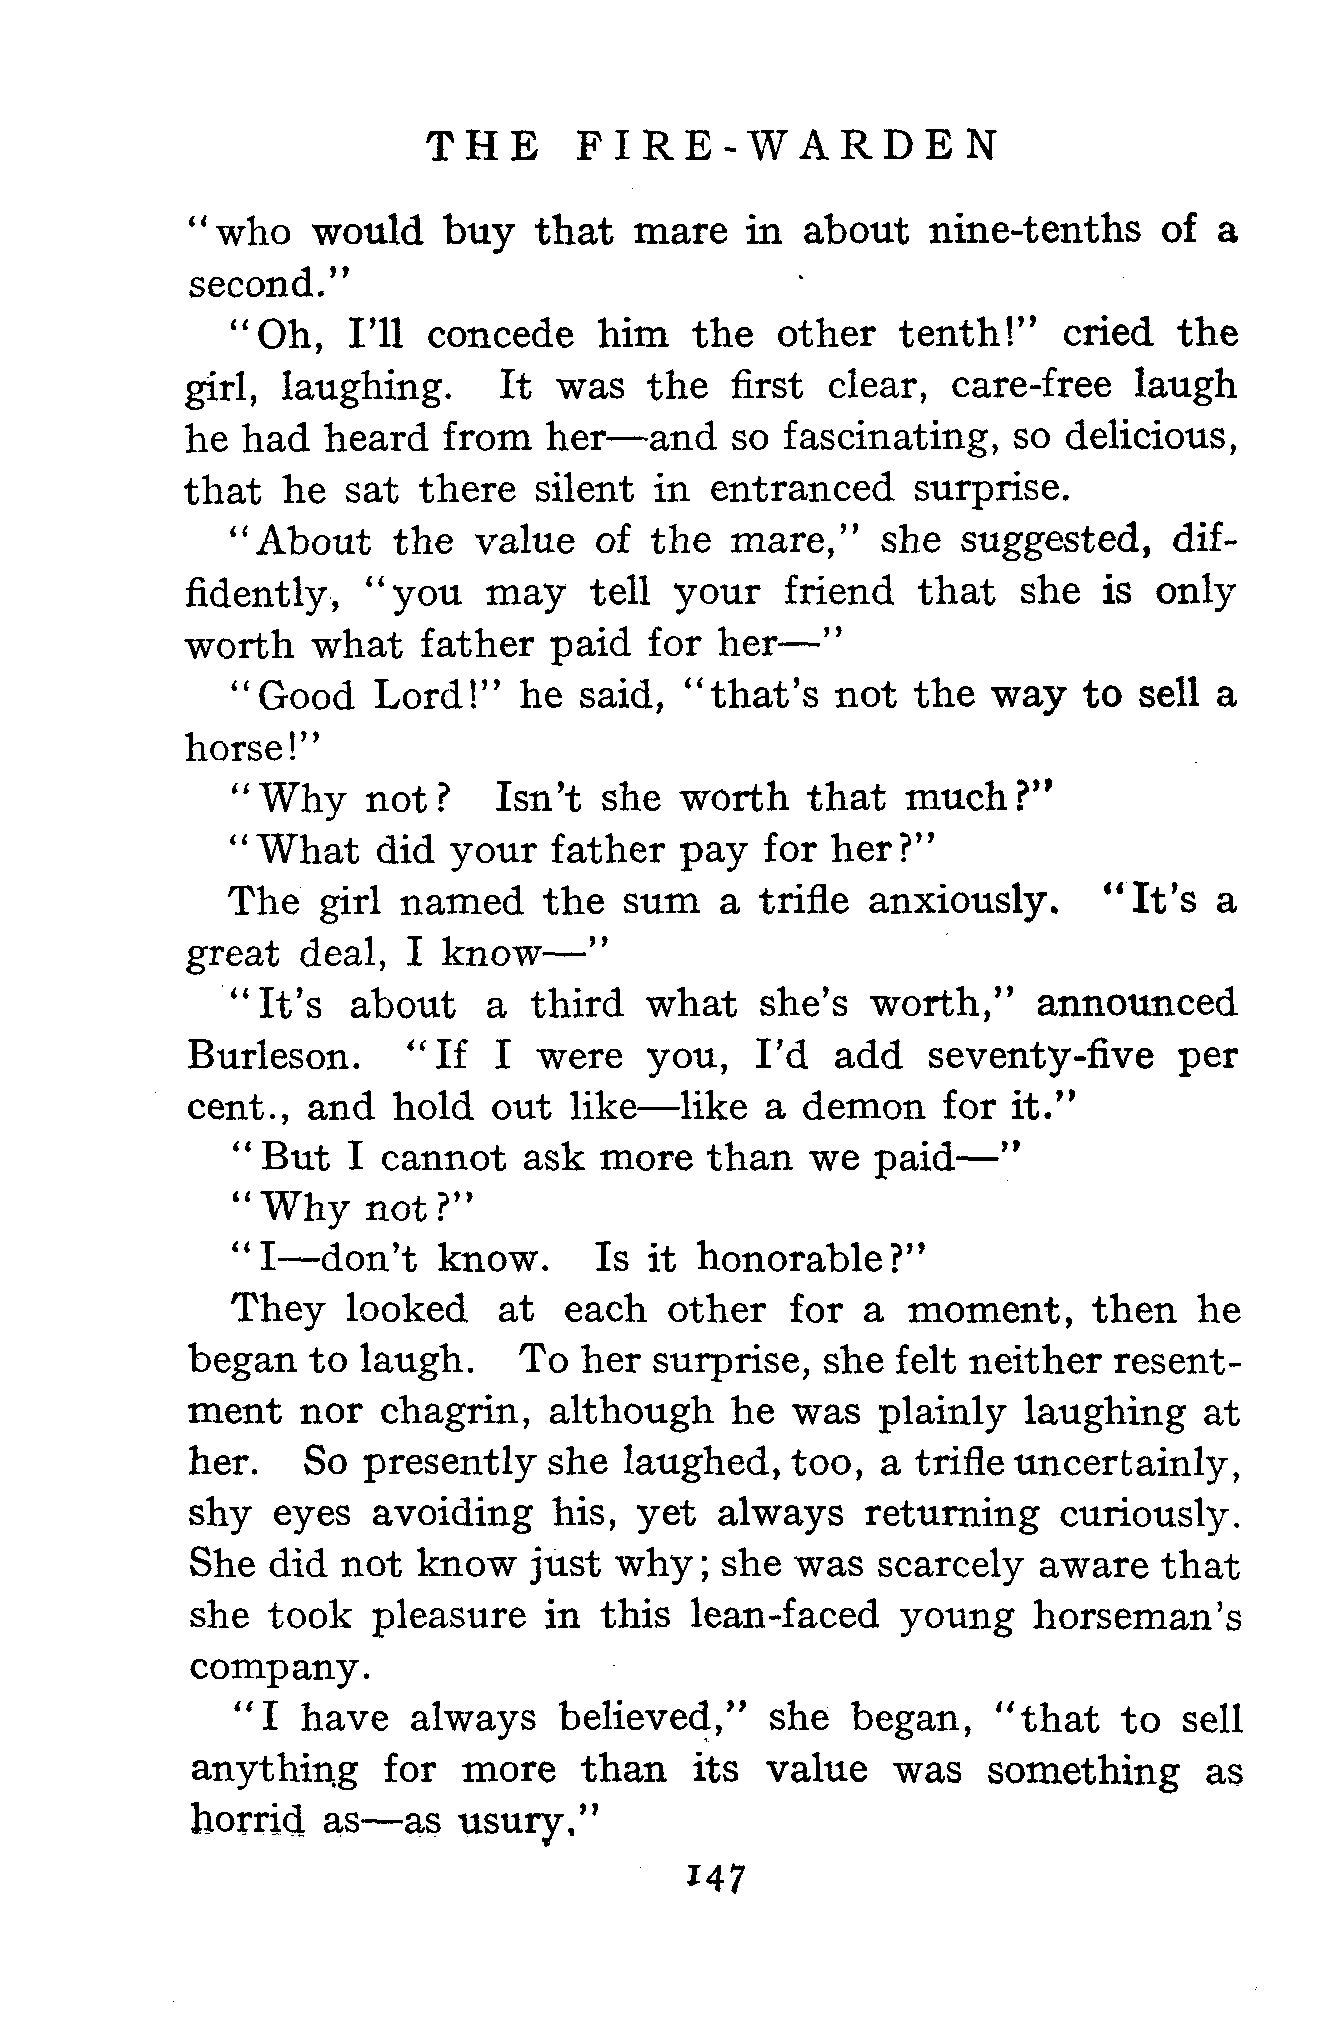 THE FIRE-WARDEN
"who would buy that mare in about nine-tenths of a
second."
"Oh, I'll concede him the other tenth!" cried the
girl, laughing. It was the first clear, care-free laugh
he had heard from her—and so fascinating, so delicious,
that he sat there silent in entranced surprise.
"About the value of the mare," she suggested, dif-
fidently, "you may tell your friend that she is only
worth what father paid for her—"
"Good Lord!" he said, "that's not the way to sell a
horse!"
"Why not? Isn't she worth that much?"
"What did your father pay for her?"
The girl named the sum a trifle anxiously. "It's a
great deal, I know—"
"It's about a third what she's worth," announced
Burleson. "If I were you, I'd add seventy-five per
cent., and hold out like—like a demon for it."
"But I cannot ask more than we paid—"
"Why not?"
"I—don't know. Is it honorable?"
They looked at each other for a moment, then he
began to laugh. To her surprise, she felt neither resent-
ment nor chagrin, although he was plainly laughing at
her. So presently she laughed, too, a trifle uncertainly,
shy eyes avoiding his, yet always returning curiously.
She did not know just why; she was scarcely aware that
she took pleasure in this lean-faced young horseman's
company.
"I have always believed," she began, "that to sell
anything for more than its value was something as
horrid as—as usury."
147